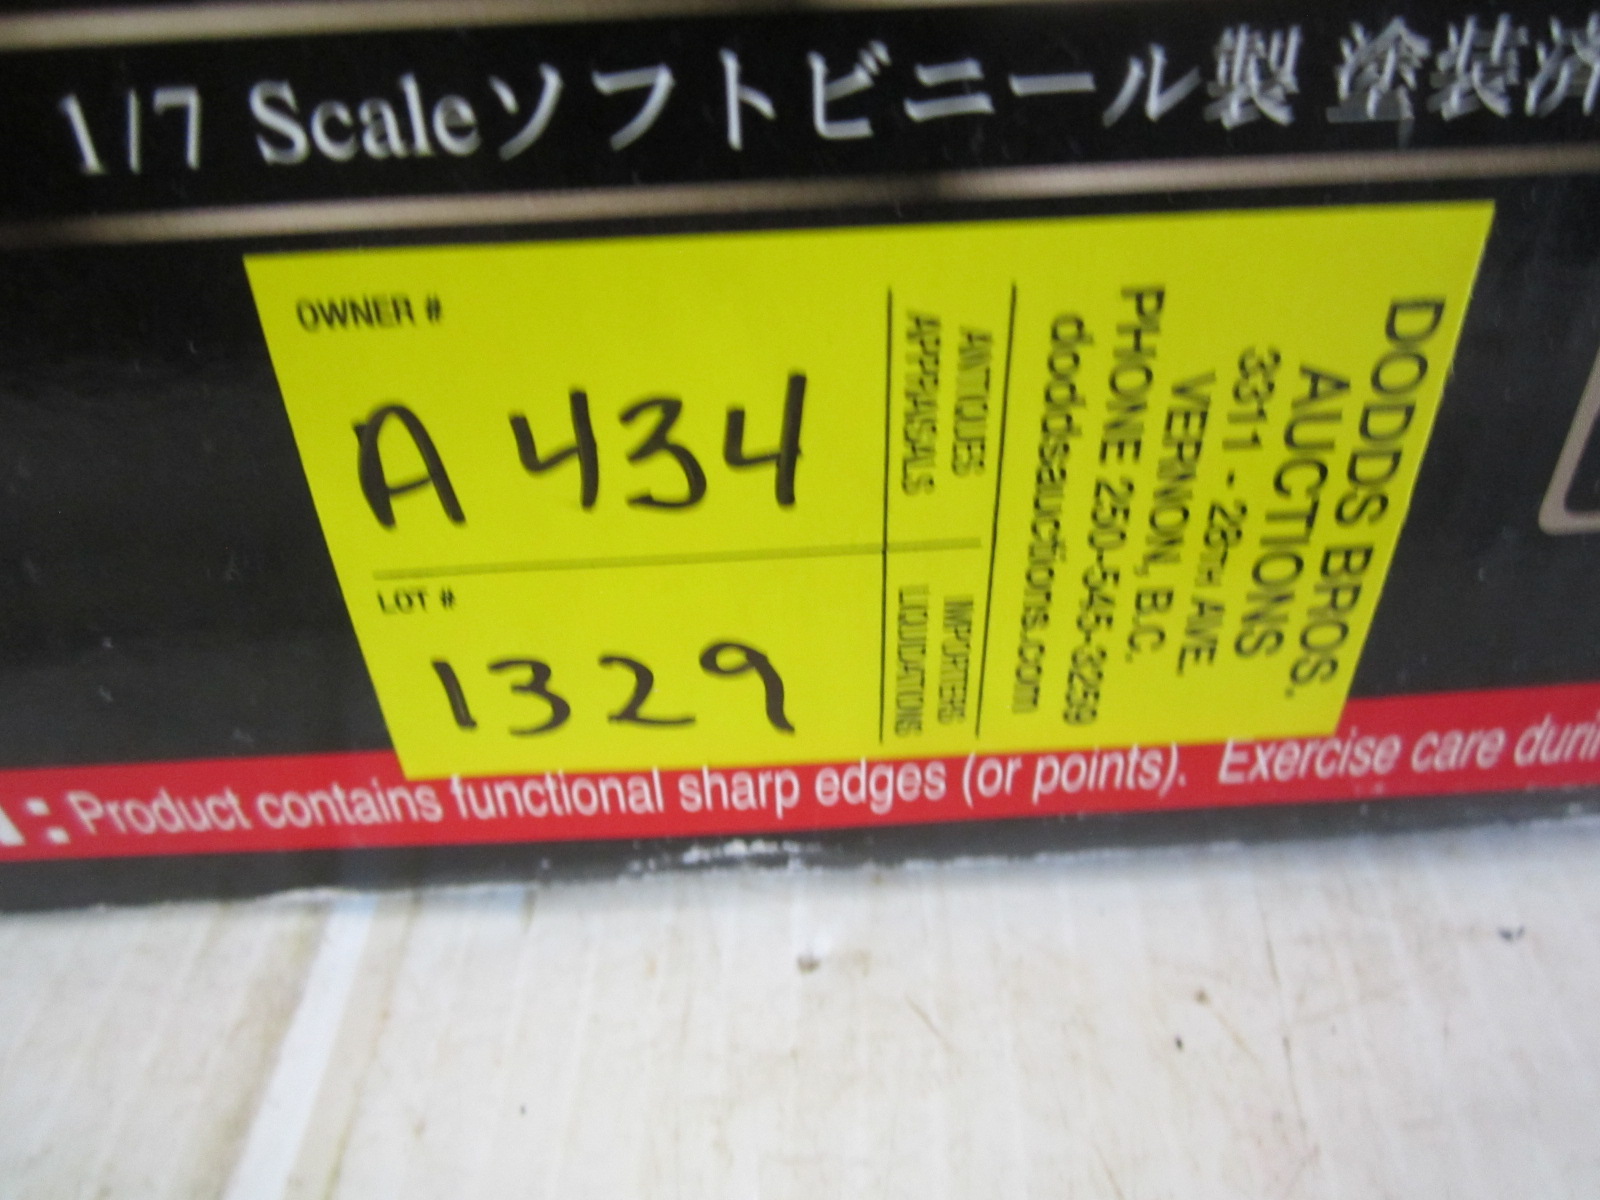 1/7 Scaleソフトビニール製 塗装済
OWNER #
A 434
LOT #
1329
ANTIQUES
APPRAISALS
IMPORTERS
LIQUIDATIONS
DODDS BROS.
AUCTIONS
3311 - 28TH AVE
VERNON, B.C.
PHONE 250-545-3259
doddsauctions.com
: Product contains functional sharp edges (or points). Exercise care duri